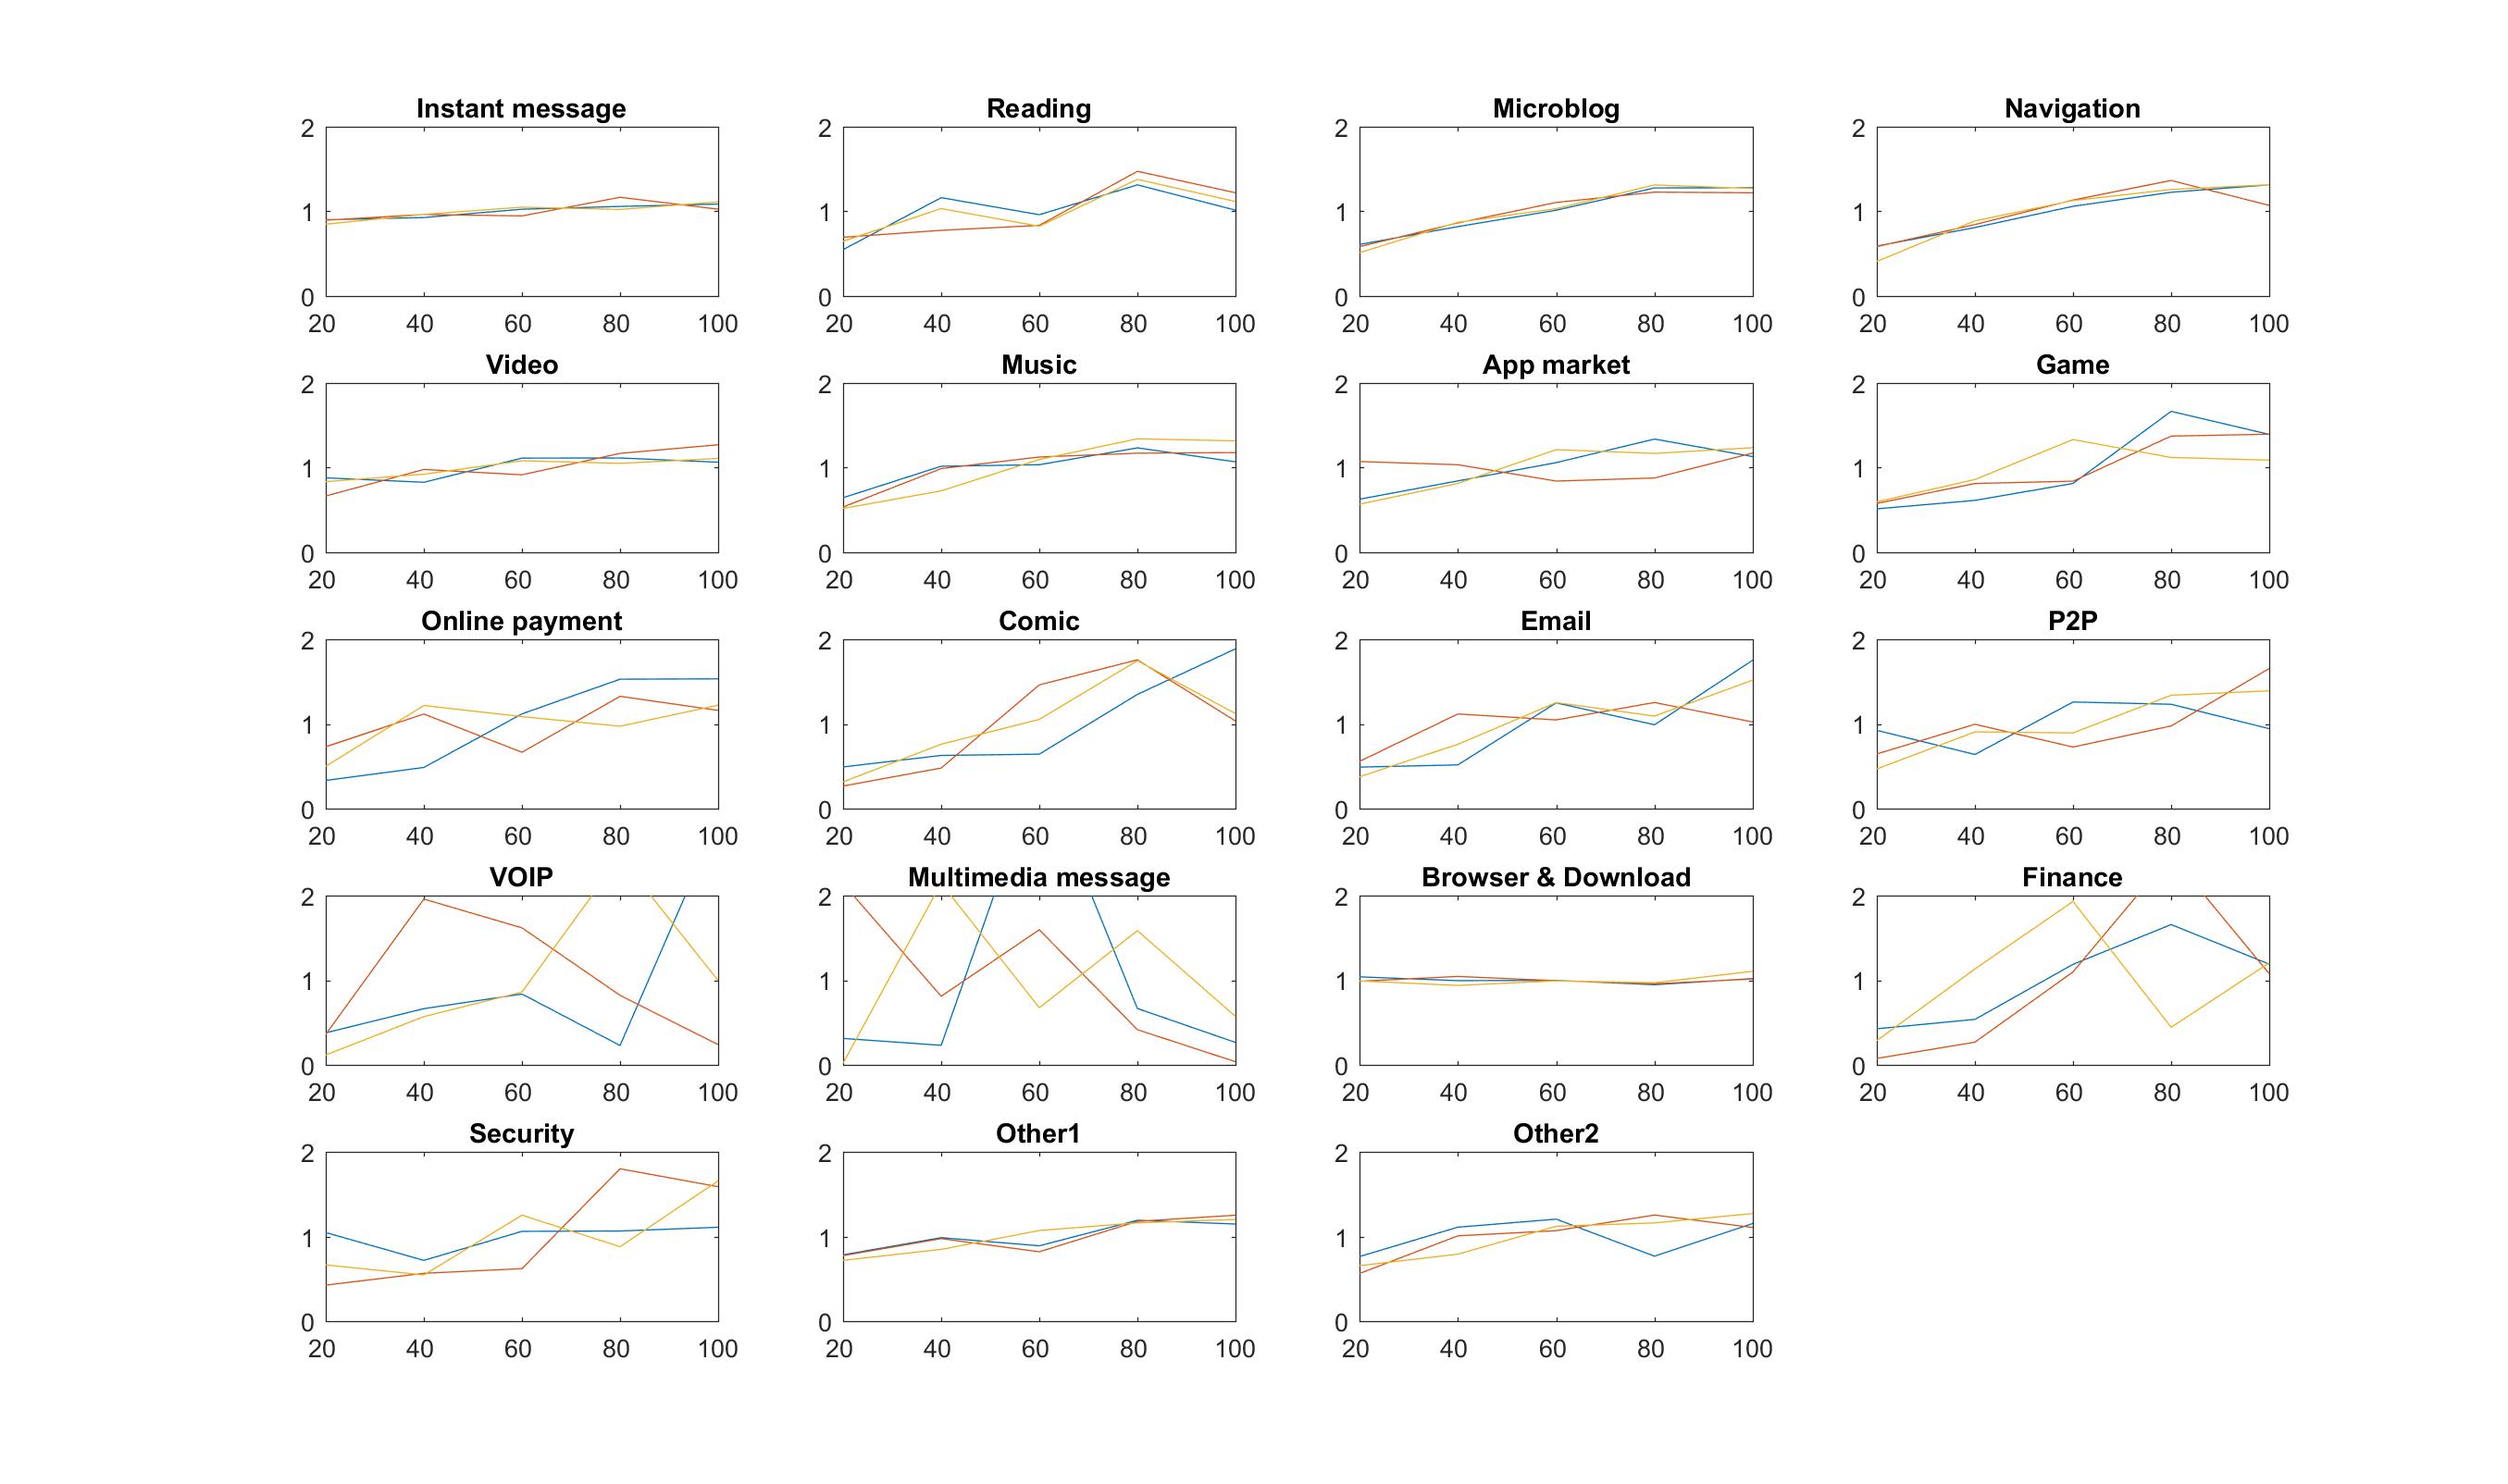 Instant message
Reading
Microblog
Navigation
2
1
0
20 40 60 80 100
2
1
0
20 40 60 80 100
2
1
0
20 40 60 80 100
2
1
0
20 40 60 80 100
Video
Music
App market
Game
2
1
0
20 40 60 80 100
2
1
0
20 40 60 80 100
2
1
0
20 40 60 80 100
2
1
0
20 40 60 80 100
Online payment
Comic
Email
P2P
2
1
0
20 40 60 80 100
2
1
0
20 40 60 80 100
2
1
0
20 40 60 80 100
2
1
0
20 40 60 80 100
VOIP
Multimedia message
Browser & Download
Finance
2
1
0
20 40 60 80 100
2
1
0
20 40 60 80 100
2
1
0
20 40 60 80 100
2
1
0
20 40 60 80 100
Security
Other1
Other2
2
1
0
20 40 60 80 100
2
1
0
20 40 60 80 100
2
1
0
20 40 60 80 100